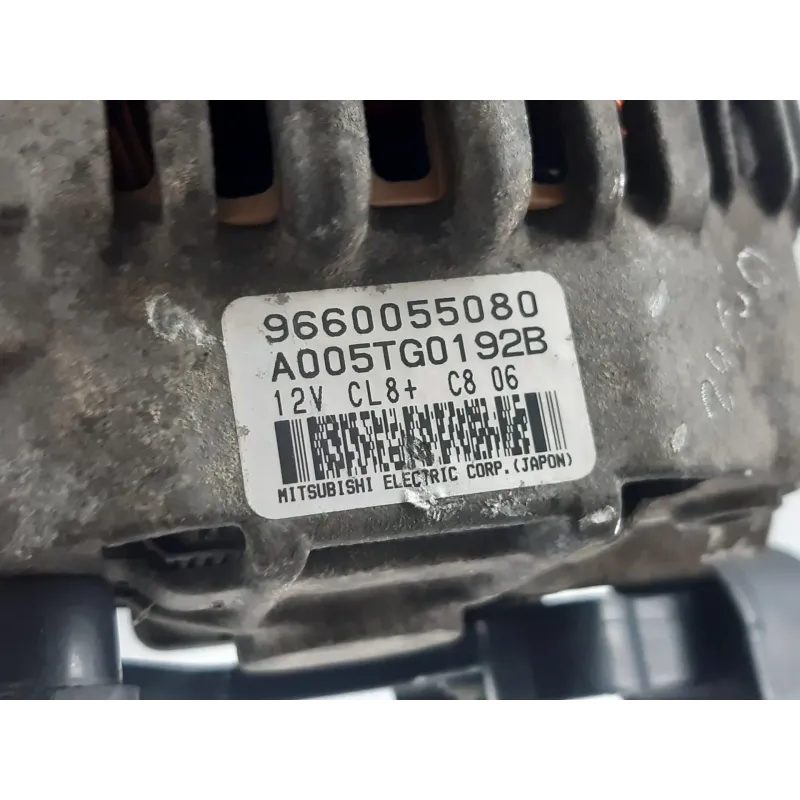 9660055080
A005TG0192B
12V CL8+ C8 06
MITSUBISHI ELECTRIC CORP.(JAPON)